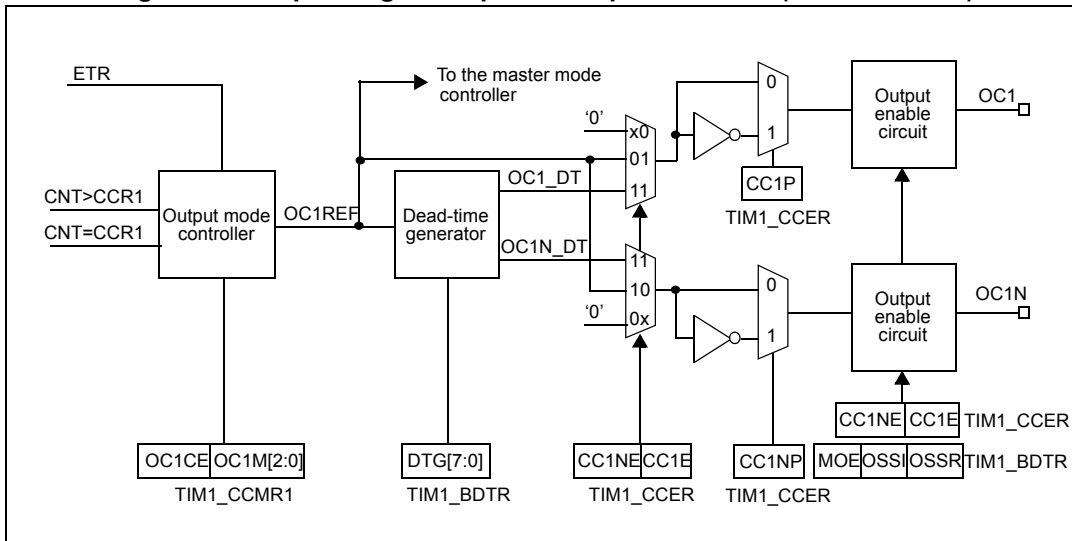 ETR
To the master mode
controller
'0'
x0
01
11
0
1
Output
enable
circuit
OC1
CC1P
TIM1_CCER
CNT>CCR1
CNT=CCR1
Output mode
controller
OC1REF
Dead-time
generator
OC1_DT
OC1N_DT
11
10
0x
'0'
0
1
Output
enable
circuit
OC1N
CC1NE CC1E TIM1_CCER
OC1CE OC1M[2:0]
TIM1_CCMR1
DTG[7:0]
TIM1_BDTR
CC1NE CC1E
TIM1_CCER
CC1NP
TIM1_CCER
MOE OSSI OSSR TIM1_BDTR